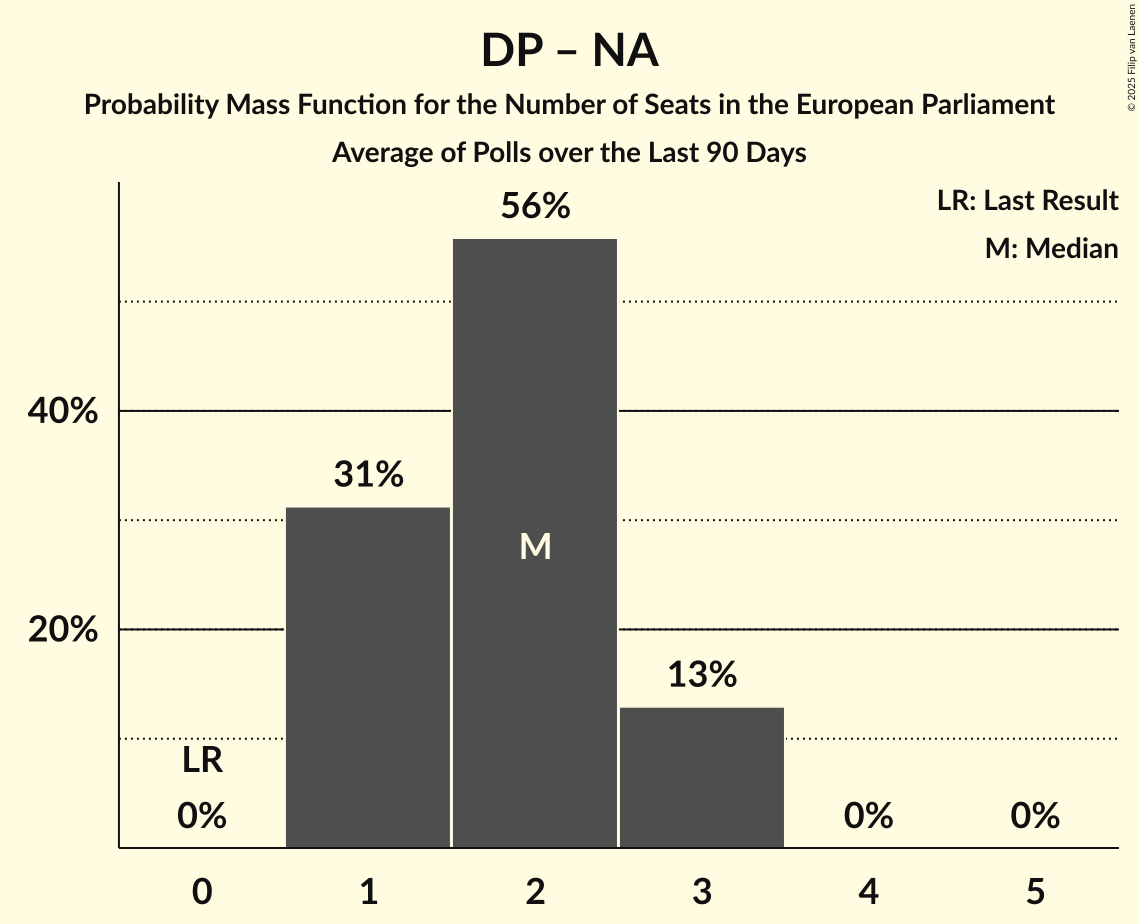 DP – NA
Probability Mass Function for the Number of Seats in the European Parliament
Average of Polls over the Last 90 Days
© 2025 Filip van Laenen
LR: Last Result
M: Median
56%
40%
31%
M
20%
13%
LR
0%
0%
0%
0 1 2 3 4 5